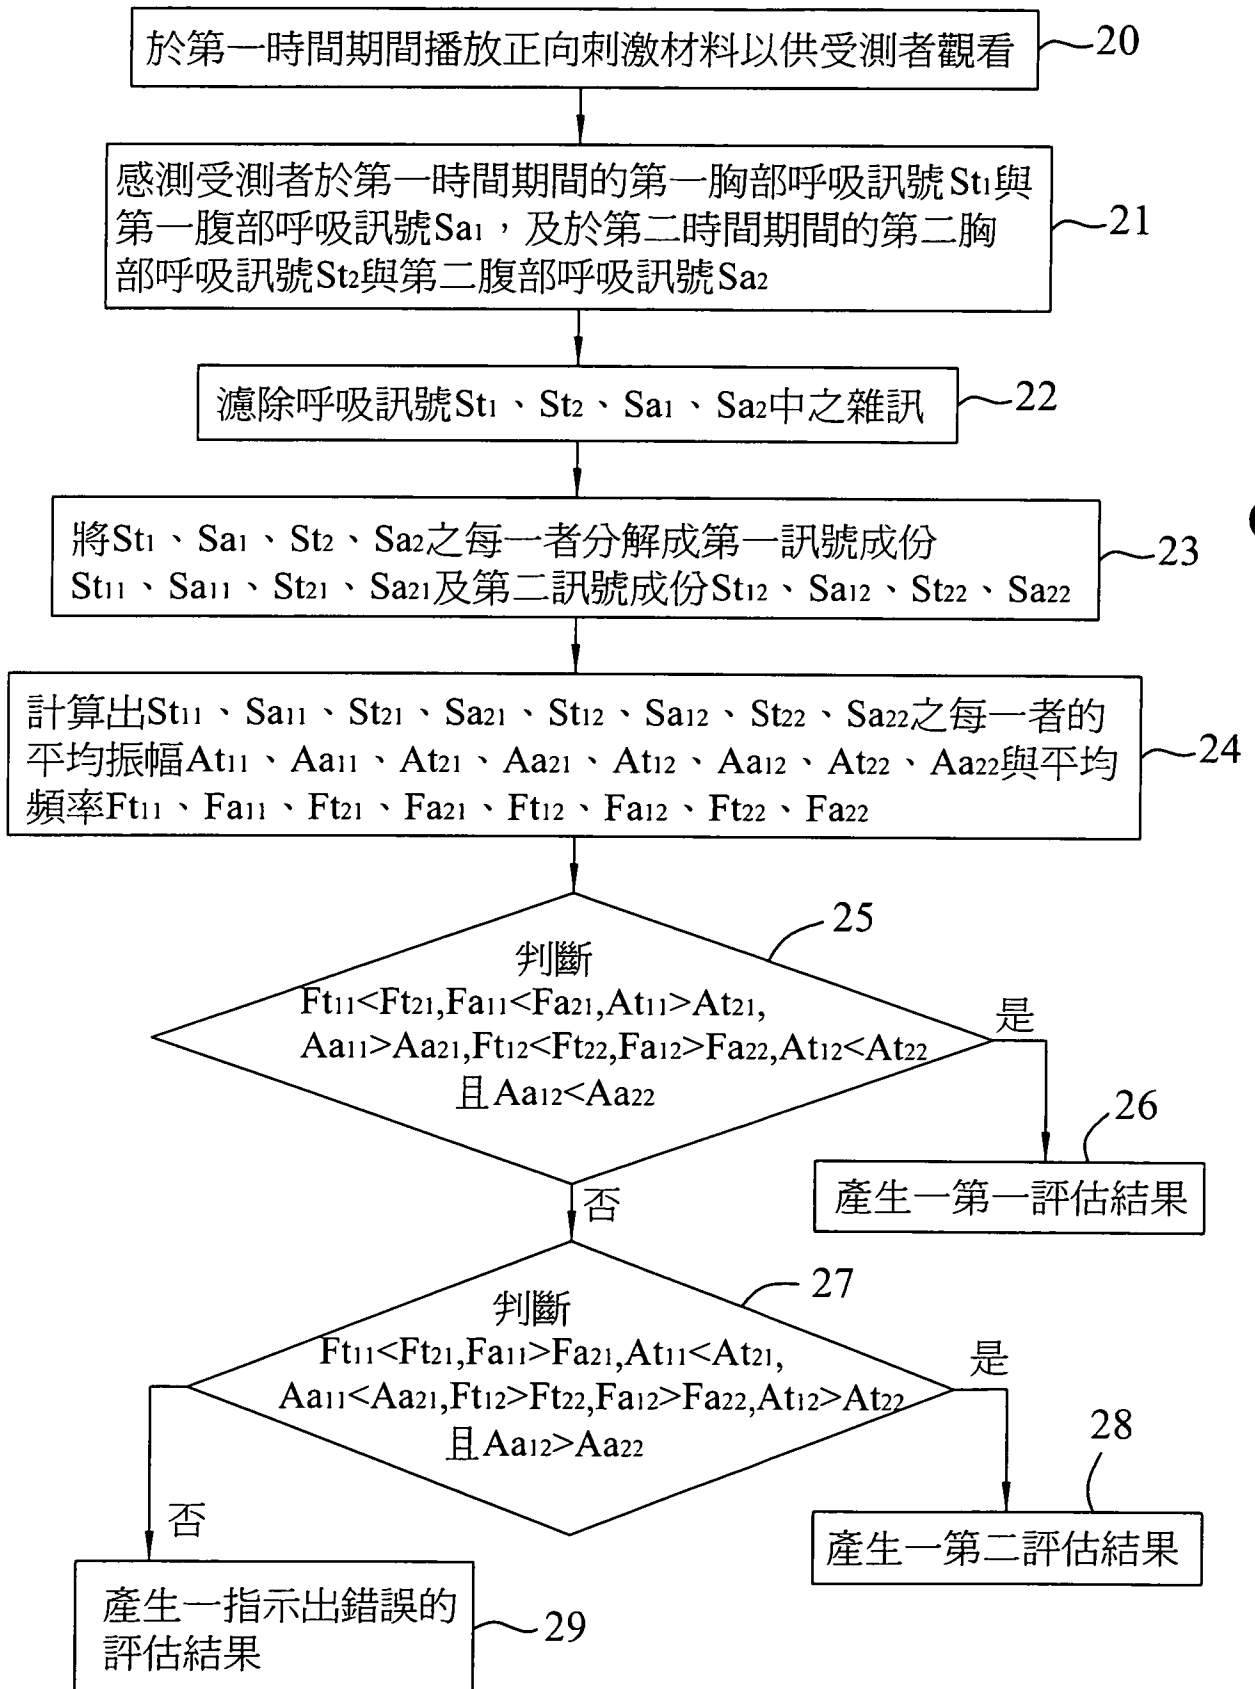 於第一時間期間播放正向刺激材料以供受測者觀看
20
感測受測者於第一時間期間的第一胸部呼吸訊號St1與
第一腹部呼吸訊號Sa1，及於第二時間期間的第二胸
部呼吸訊號St2與第二腹部呼吸訊號Sa2
21
濾除呼吸訊號St1、St2、Sa1、Sa2中之雜訊
22
將St1、Sa1、St2、Sa2之每一者分解成第一訊號成份
St11、Sa11、St21、Sa21及第二訊號成份St12、Sa12、St22、Sa22
23
計算出St11、Sa11、St21、Sa21、St12、Sa12、St22、Sa22之每一者的
平均振幅At11、Aa11、At21、Aa21、At12、Aa12、At22、Aa22與平均
頻率Ft11、Fa11、Ft21、Fa21、Ft12、Fa12、Ft22、Fa22
24
25
判斷
Ft11<Ft21,Fa11<Fa21,At11>At21,
Aa11>Aa21,Ft12<Ft22,Fa12>Fa22,At12<At22
且Aa12<Aa22
是
26
產生一第一評估結果
否
27
判斷
Ft11<Ft21,Fa11>Fa21,At11<At21,
Aa11<Aa21,Ft12>Ft22,Fa12>Fa22,At12>At22
且Aa12>Aa22
是
28
產生一第二評估結果
否
產生一指示出錯誤的
評估結果
29